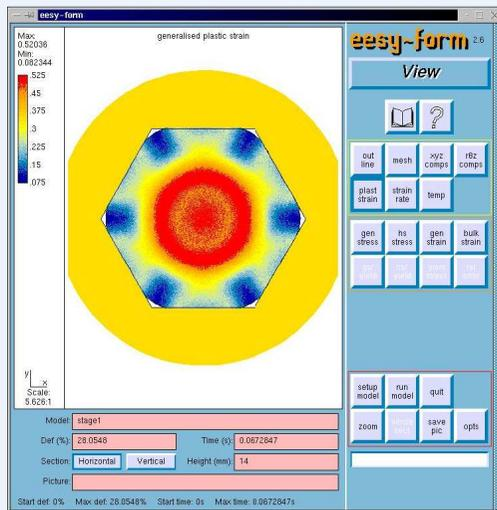 eesy-form
Max:
0.52036
Min:
0.082344
.525
.45
.375
.3
.225
.15
.075
generalised plastic strain
y
x
Scale:
5.626:1
eesy-form 2.6
View
?
out line
mesh
xyz comps
rθz comps
plast strain
strain rate
temp
gen stress
hs stress
gen strain
bulk strain
setup model
run model
quit
zoom
save pic
opts
Model: stage1
Def (%): 28.0548 Time (s): 0.0672847
Section: Horizontal Vertical Height (mm): 14
Picture:
Start def: 0% Max def: 28.0548% Start time: 0s Max time: 0.0672847s